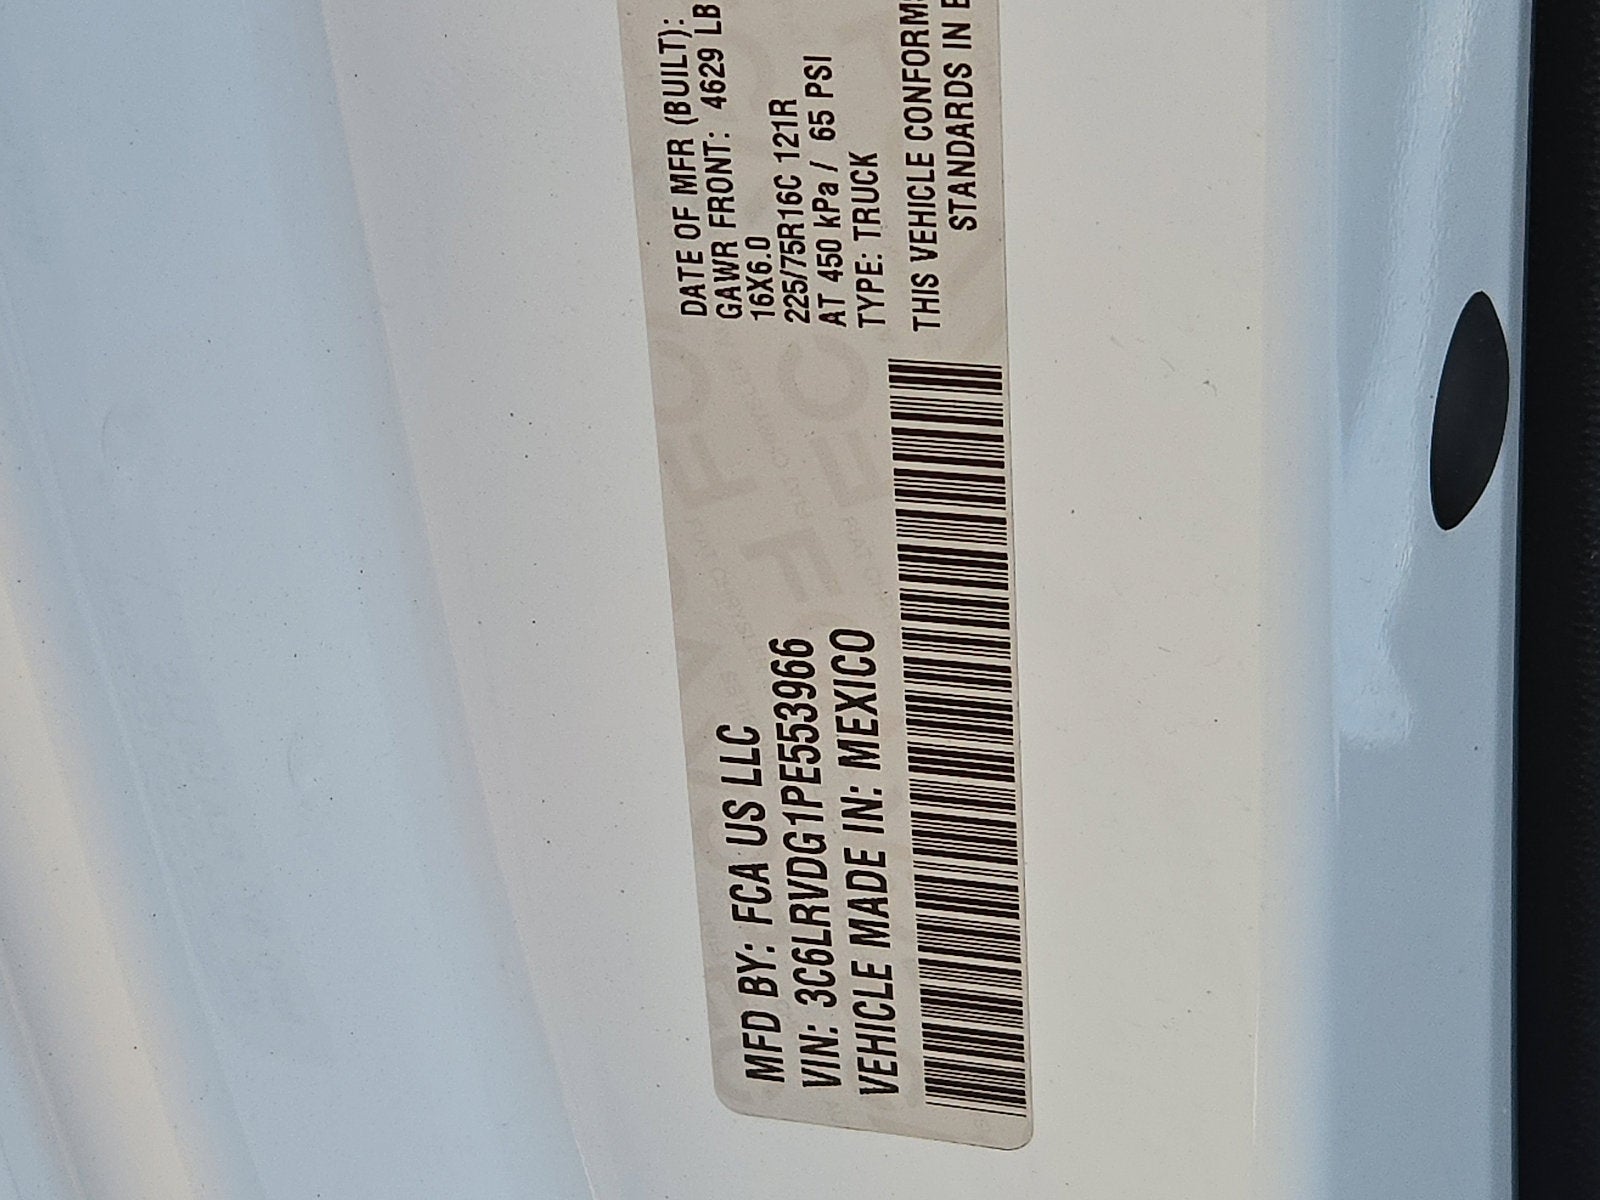 MFD BY: FCA US LLC
VIN: 3C6LRVDG1PE553966
VEHICLE MADE IN: MEXICO
DATE OF MFR (BUILT):
GAWR FRONT: 4629 LB
16X6.0
225/75R16C 121R
AT 450 kPa / 65 PSI
TYPE: TRUCK
THIS VEHICLE CONFORMS
STANDARDS IN